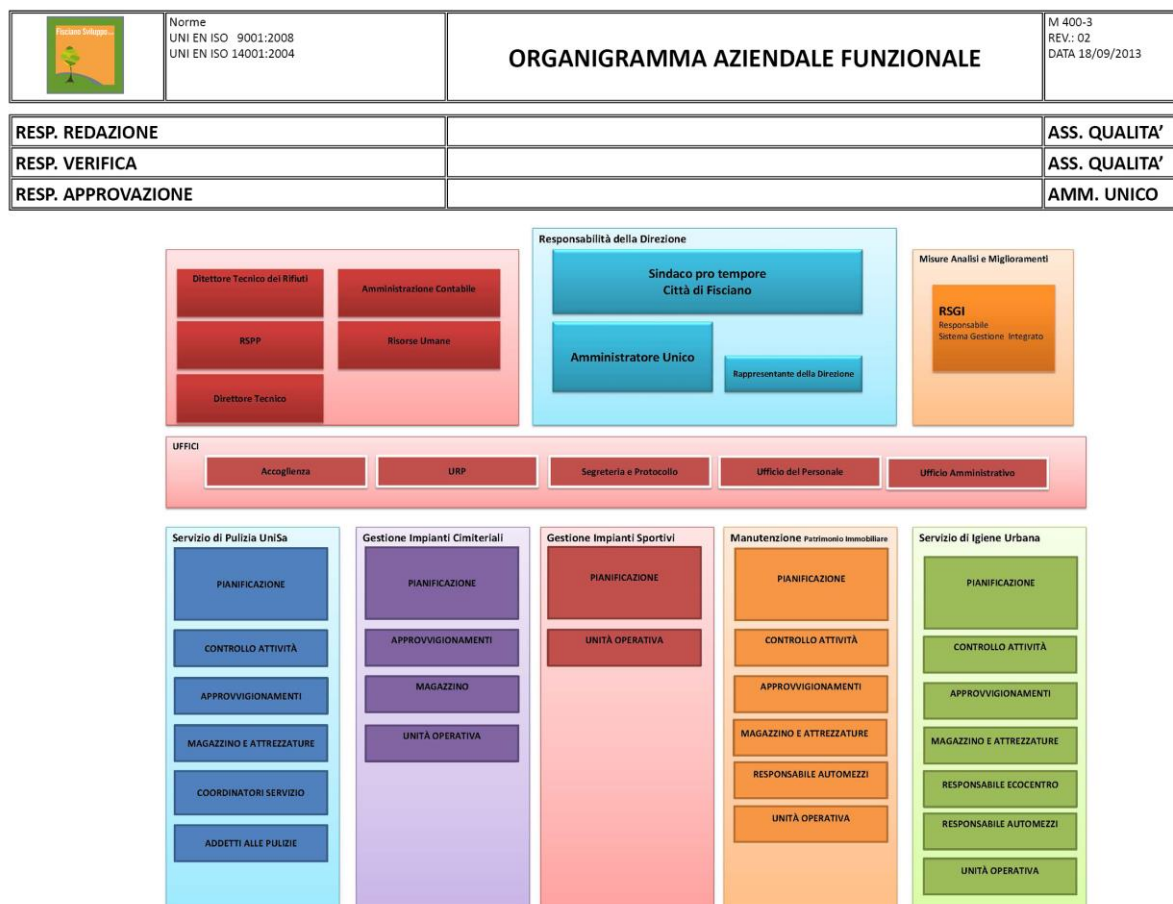 Fisciano Sviluppo...
Norme
UNI EN ISO 9001:2008
UNI EN ISO 14001:2004
ORGANIGRAMMA AZIENDALE FUNZIONALE
M 400-3
REV.: 02
DATA 18/09/2013
RESP. REDAZIONE
ASS. QUALITA’
RESP. VERIFICA
ASS. QUALITA’
RESP. APPROVAZIONE
AMM. UNICO
Ditettore Tecnico dei Rifiuti
Amministrazione Contabile
RSPP
Risorse Umane
Direttore Tecnico
Responsabilità della Direzione
Sindaco pro tempore
Città di Fisciano
Amministratore Unico
Rappresentante della Direzione
Misure Analisi e Miglioramenti
RSGI
Responsabile
Sistema Gestione Integrato
UFFICI
Accoglienza
URP
Segreteria e Protocollo
Ufficio del Personale
Ufficio Amministrativo
Servizio di Pulizia UniSa
PIANIFICAZIONE
CONTROLLO ATTIVITÀ
APPROVVIGIONAMENTI
MAGAZZINO E ATTREZZATURE
COORDINATORI SERVIZIO
ADDETTI ALLE PULIZIE
Gestione Impianti Cimiteriali
PIANIFICAZIONE
APPROVVIGIONAMENTI
MAGAZZINO
UNITÀ OPERATIVA
Gestione Impianti Sportivi
PIANIFICAZIONE
UNITÀ OPERATIVA
Manutenzione Patrimonio Immobiliare
PIANIFICAZIONE
CONTROLLO ATTIVITÀ
APPROVVIGIONAMENTI
MAGAZZINO E ATTREZZATURE
RESPONSABILE AUTOMEZZI
UNITÀ OPERATIVA
Servizio di Igiene Urbana
PIANIFICAZIONE
CONTROLLO ATTIVITÀ
APPROVVIGIONAMENTI
MAGAZZINO E ATTREZZATURE
RESPONSABILE ECOCENTRO
RESPONSABILE AUTOMEZZI
UNITÀ OPERATIVA